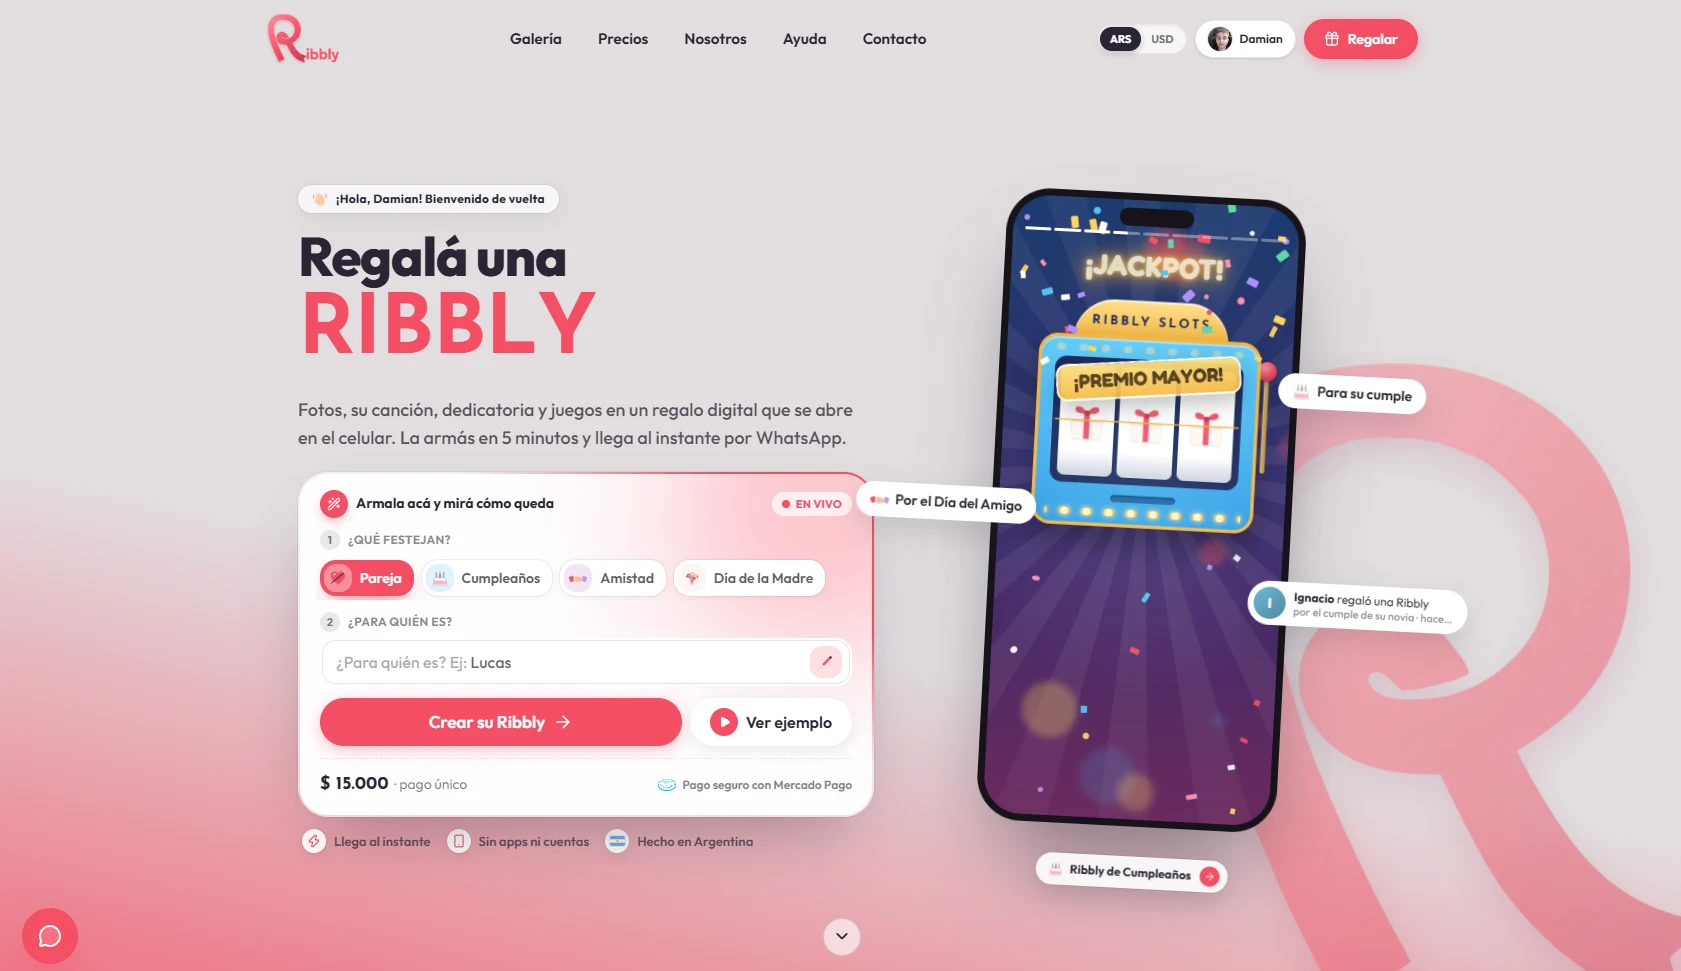 Ribbly
Galería
Precios
Nosotros
Ayuda
Contacto
ARS
USD
Damian
Regalar
¡Hola, Damian! Bienvenido de vuelta
Regalá una
RIBBLY
Fotos, su canción, dedicatoria y juegos en un regalo digital que se abre
en el celular. La armás en 5 minutos y llega al instante por WhatsApp.
Armala acá y mirá cómo queda
EN VIVO
1 ¿QUÉ FESTEJAN?
Pareja
Cumpleaños
Amistad
Día de la Madre
2 ¿PARA QUIÉN ES?
¿Para quién es? Ej: Lucas
Crear su Ribbly
Ver ejemplo
$ 15.000 · pago único
Pago seguro con Mercado Pago
Llega al instante
Sin apps ni cuentas
Hecho en Argentina
¡JACKPOT!
RIBBLY SLOTS
¡PREMIO MAYOR!
Para su cumple
Por el Día del Amigo
I
Ignacio regaló una Ribbly
por el cumple de su novia · hace...
Ribbly de Cumpleaños